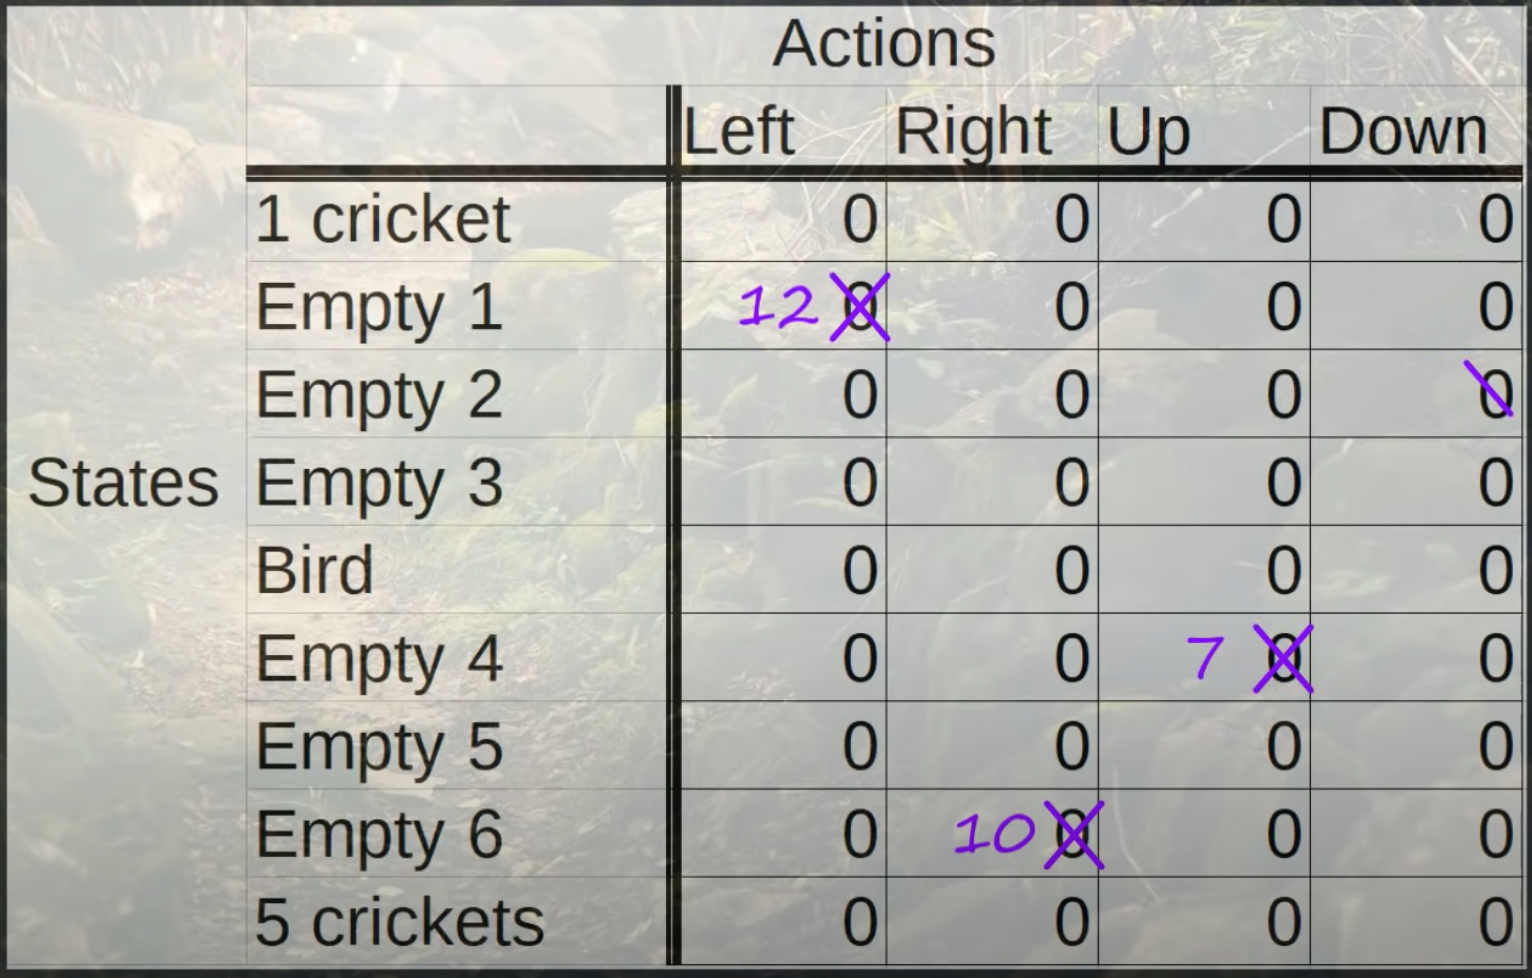 Actions
Left Right Up Down
1 cricket 0 0 0 0
Empty 1 12 0 0 0 0
Empty 2 0 0 0 0
States Empty 3 0 0 0 0
Bird 0 0 0 0
Empty 4 0 0 7 0 0
Empty 5 0 0 0 0
Empty 6 0 10 0 0 0
5 crickets 0 0 0 0